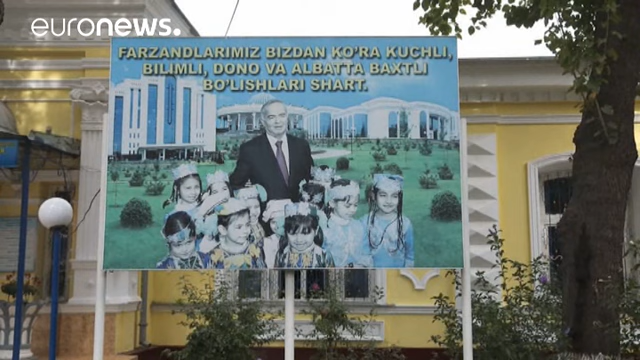 euronews.
FARZANDLARIMIZ BIZDAN KO'RA KUCHLI,
BILIMLI, DONO VA ALBATTA BAXTLI
BO'LISHLARI SHART.